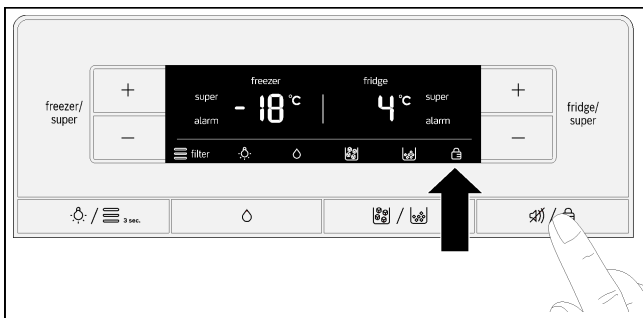 freezer/
super
+
−
freezer
super
alarm
-18 °C
fridge
4 °C
super
alarm
filter
+
−
fridge/
super
/
3 sec.
/
/